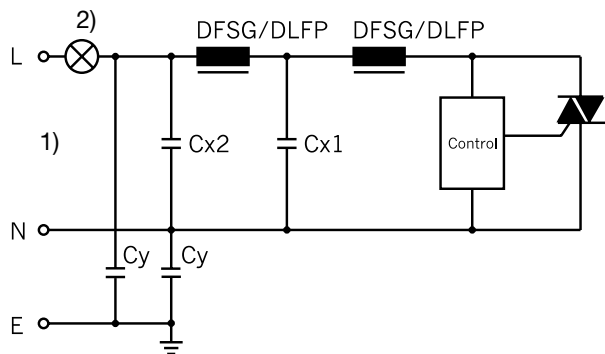 2)
DFSG/DLFP DFSG/DLFP
L
1)
Cx2 Cx1 Control
N
Cy Cy
E